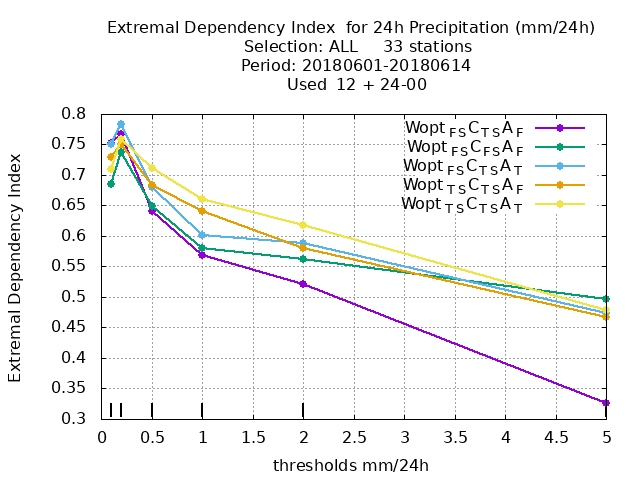 Extremal Dependency Index for 24h Precipitation (mm/24h)
Selection: ALL 33 stations
Period: 20180601-20180614
Used 12 + 24-00
Extremal Dependency Index
0.8
0.75
0.7
0.65
0.6
0.55
0.5
0.45
0.4
0.35
0.3
Wopt FS C TS A F
Wopt FS C FS A F
Wopt FS C TS A T
Wopt TS C TS A F
Wopt TS C TS A T
0 0.5 1 1.5 2 2.5 3 3.5 4 4.5 5
thresholds mm/24h